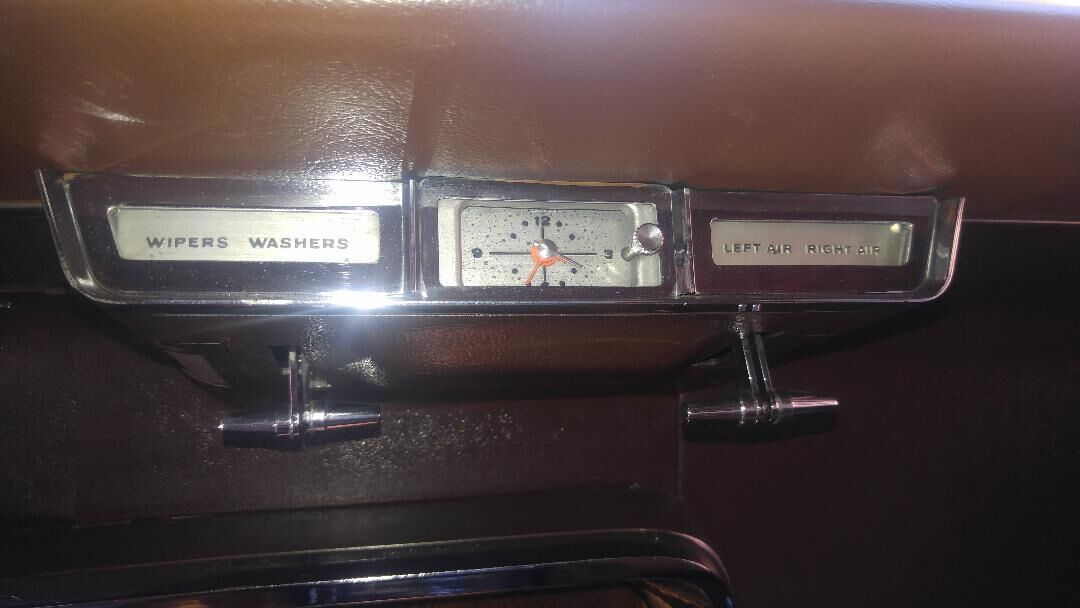 WIPERS WASHERS
12
9 3
LEFT AIR RIGHT AIR